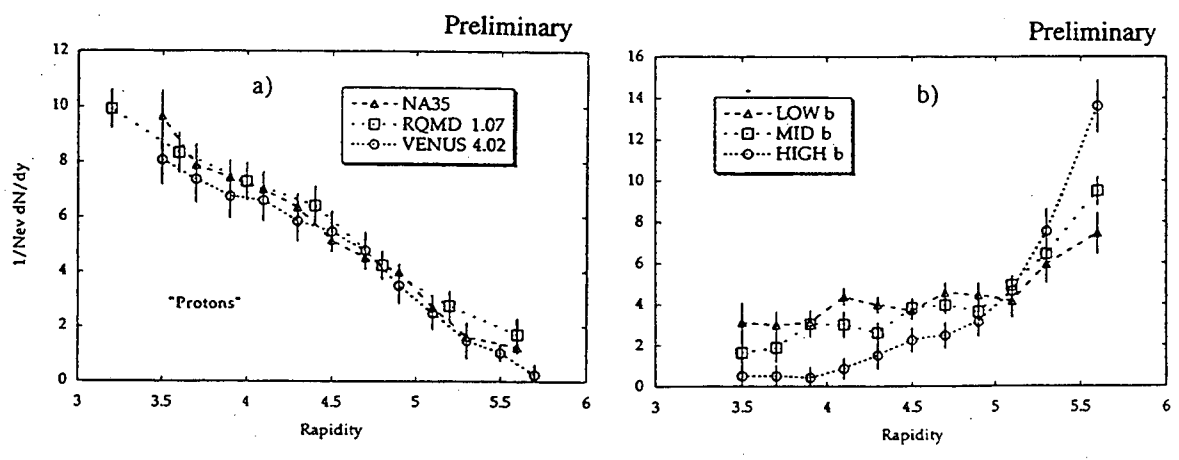 Preliminary
12
10
8
6
4
2
0
1/Nev dN/dy
a)
NA35
RQMD 1.07
VENUS 4.02
"Protons"
3 3.5 4 4.5 5 5.5 6
Rapidity
Preliminary
16
14
12
10
8
6
4
2
0
b)
LOW b
MID b
HIGH b
3 3.5 4 4.5 5 5.5 6
Rapidity